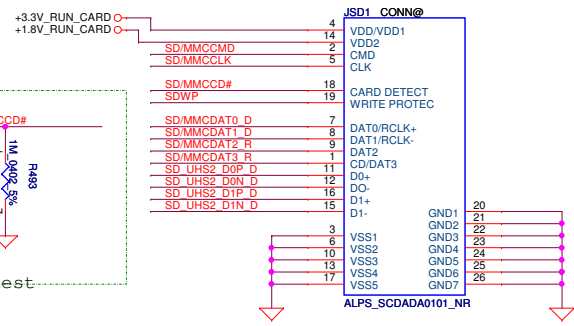 JSD1 CONN@
+3.3V_RUN_CARD 4 VDD/VDD1
+1.8V_RUN_CARD 14 VDD2
SD/MMCCMD 2 CMD
SD/MMCCLK 5 CLK
SD/MMCCD# 18 CARD DETECT
SDWP 19 WRITE PROTEC
CCD#
SD/MMCDAT0_D 7 DAT0/RCLK+
SD/MMCDAT1_D 8 DAT1/RCLK-
SD/MMCDAT2_R 9 DAT2
SD/MMCDAT3_R 1 CD/DAT3
SD_UHS2_D0P_D 11 D0+
SD_UHS2_D0N_D 12 DO-
SD_UHS2_D1P_D 16 D1+
SD_UHS2_D1N_D 15 D1-
R493
1M_0402_5%
GND1 20
GND2 21
3 VSS1 GND3 22
6 VSS2 GND4 23
10 VSS3 GND5 24
13 VSS4 GND6 25
17 VSS5 GND7 26
est
ALPS_SCDADA0101_NR